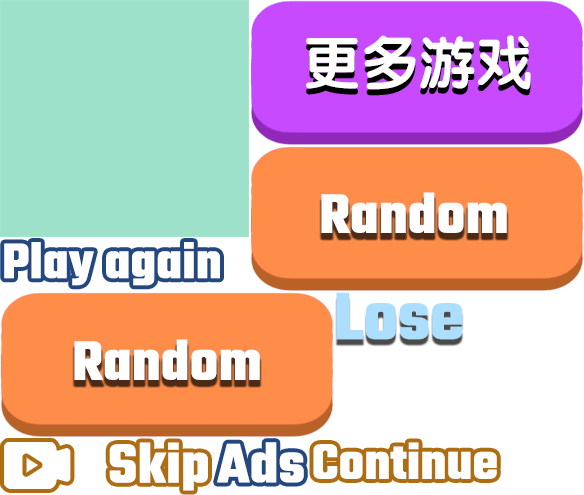 更多游戏
Random
Play again
Lose
Random
Skip Ads Continue